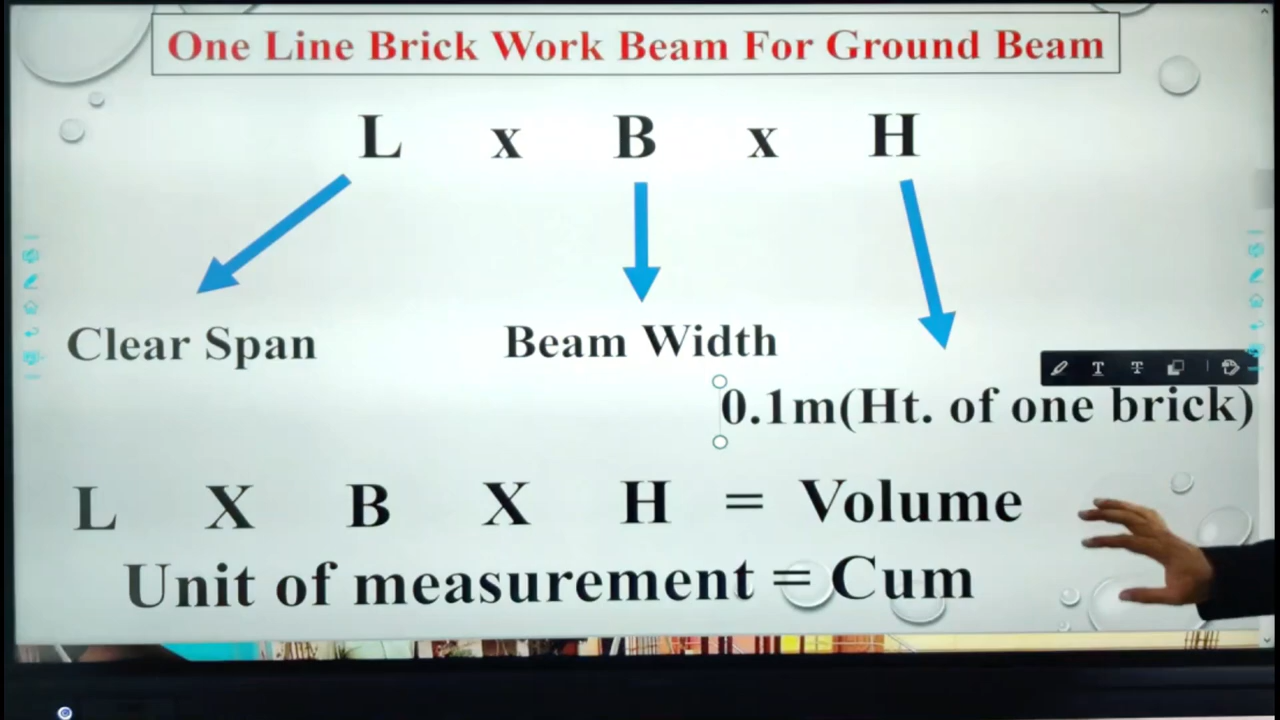 One Line Brick Work Beam For Ground Beam
L x B x H
Clear Span Beam Width
0.1m(Ht. of one brick)
L X B X H = Volume
Unit of measurement = Cum